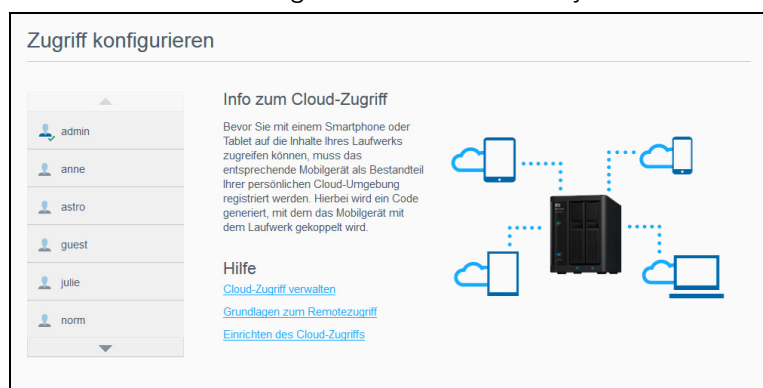 Zugriff konfigurieren
admin
anne
astro
guest
julie
norm
Info zum Cloud-Zugriff
Bevor Sie mit einem Smartphone oder
Tablet auf die Inhalte Ihres Laufwerks
zugreifen können, muss das
entsprechende Mobilgerät als Bestandteil
Ihrer persönlichen Cloud-Umgebung
registriert werden. Hierbei wird ein Code
generiert, mit dem das Mobilgerät mit
dem Laufwerk gekoppelt wird.
Hilfe
Cloud-Zugriff verwalten
Grundlagen zum Remotezugriff
Einrichten des Cloud-Zugriffs